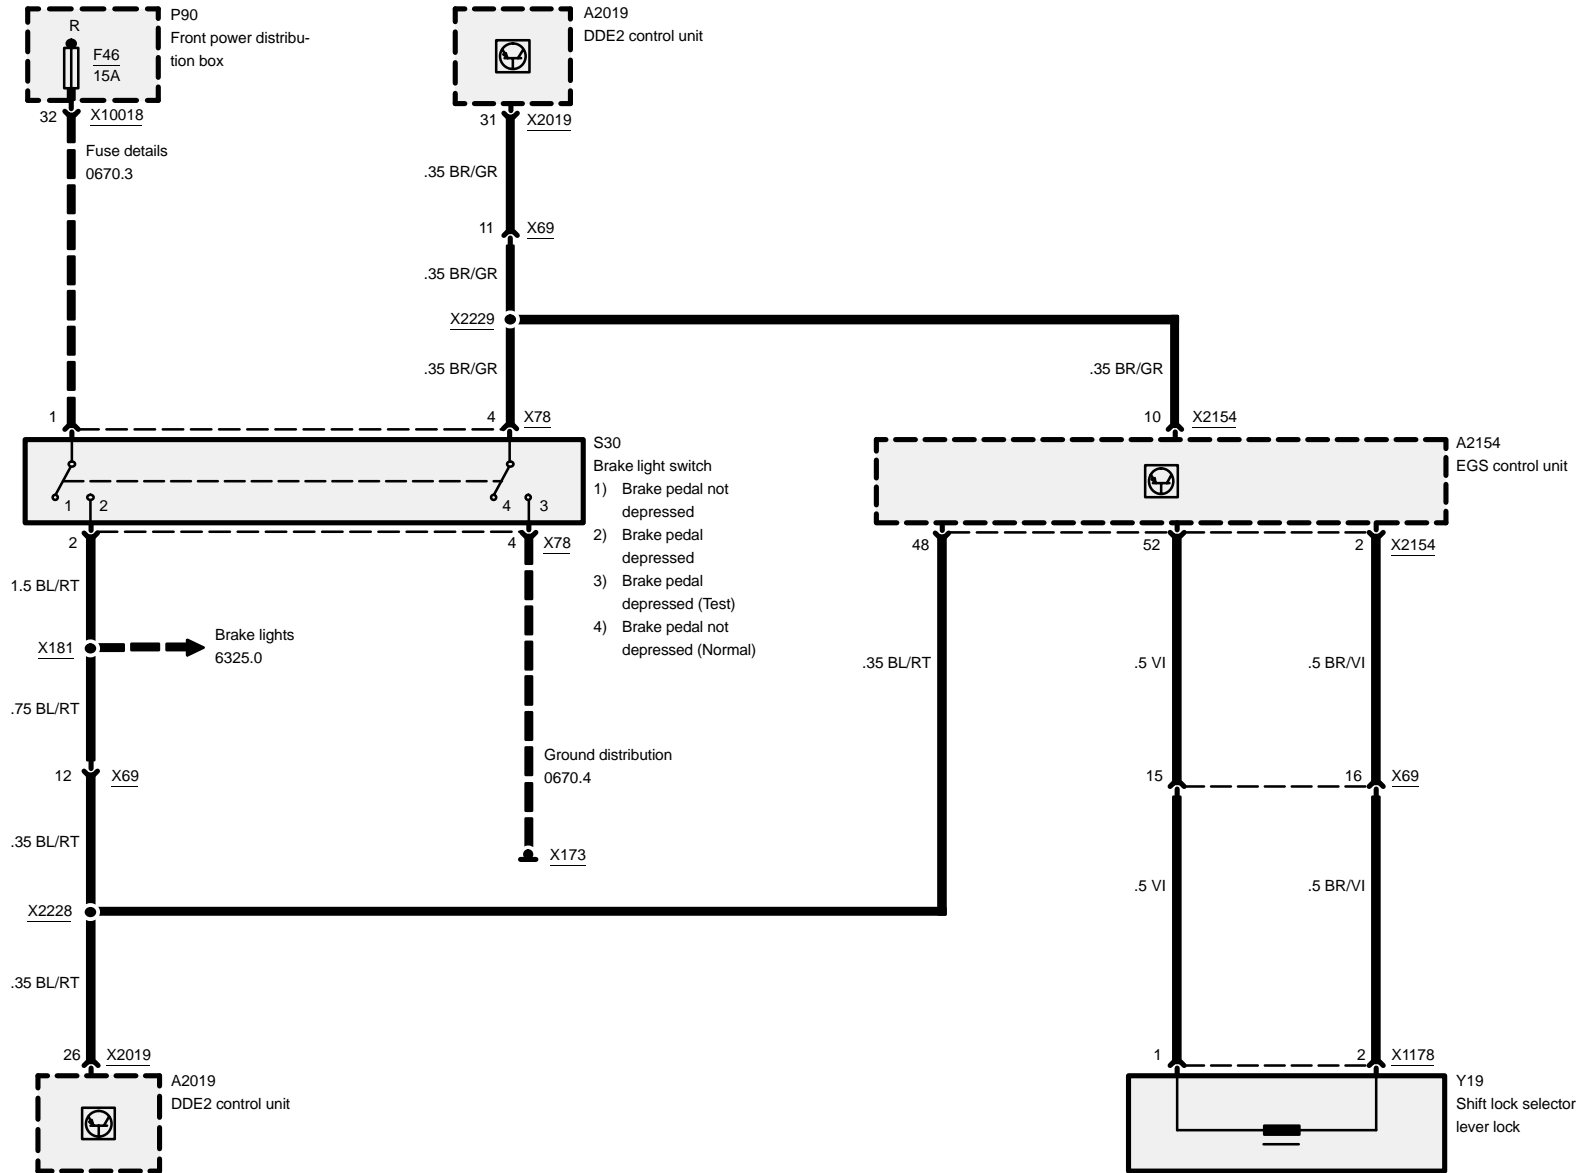 P90
Front power distribu-
tion box
R
F46
15A
32 X10018
Fuse details
0670.3
A2019
DDE2 control unit
31 X2019
.35 BR/GR
11 X69
.35 BR/GR
X2229
.35 BR/GR
.35 BR/GR
1
4 X78
10 X2154
S30
Brake light switch
1) Brake pedal not
depressed
2) Brake pedal
depressed
3) Brake pedal
depressed (Test)
4) Brake pedal not
depressed (Normal)
1 2
4 3
A2154
EGS control unit
2
4 X78
48
52
2 X2154
1.5 BL/RT
X181
Brake lights
6325.0
.75 BL/RT
12 X69
.35 BL/RT
Ground distribution
0670.4
X173
.35 BL/RT
.5 VI
.5 BR/VI
15
16 X69
.5 VI
.5 BR/VI
X2228
.35 BL/RT
26 X2019
A2019
DDE2 control unit
1
2 X1178
Y19
Shift lock selector
lever lock